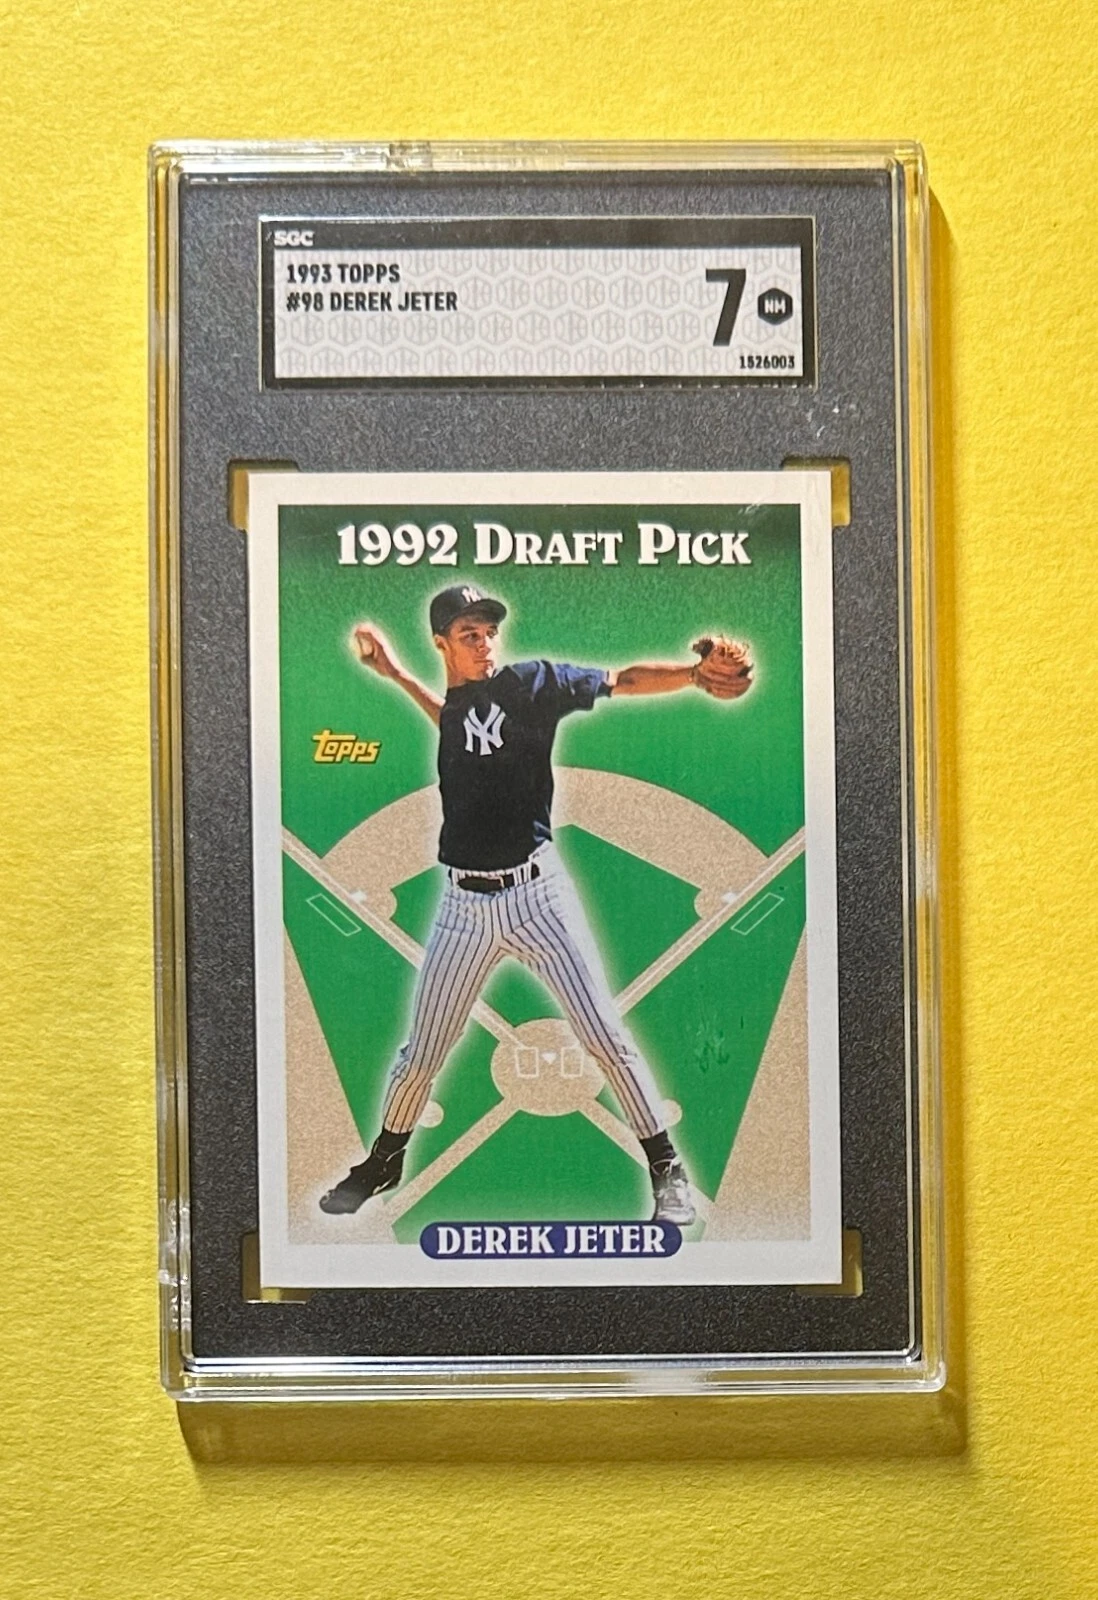 SGC
1993 TOPPS
#98 DEREK JETER
7 NM
1526003
1992 DRAFT PICK
NY
NY
Topps
DEREK JETER